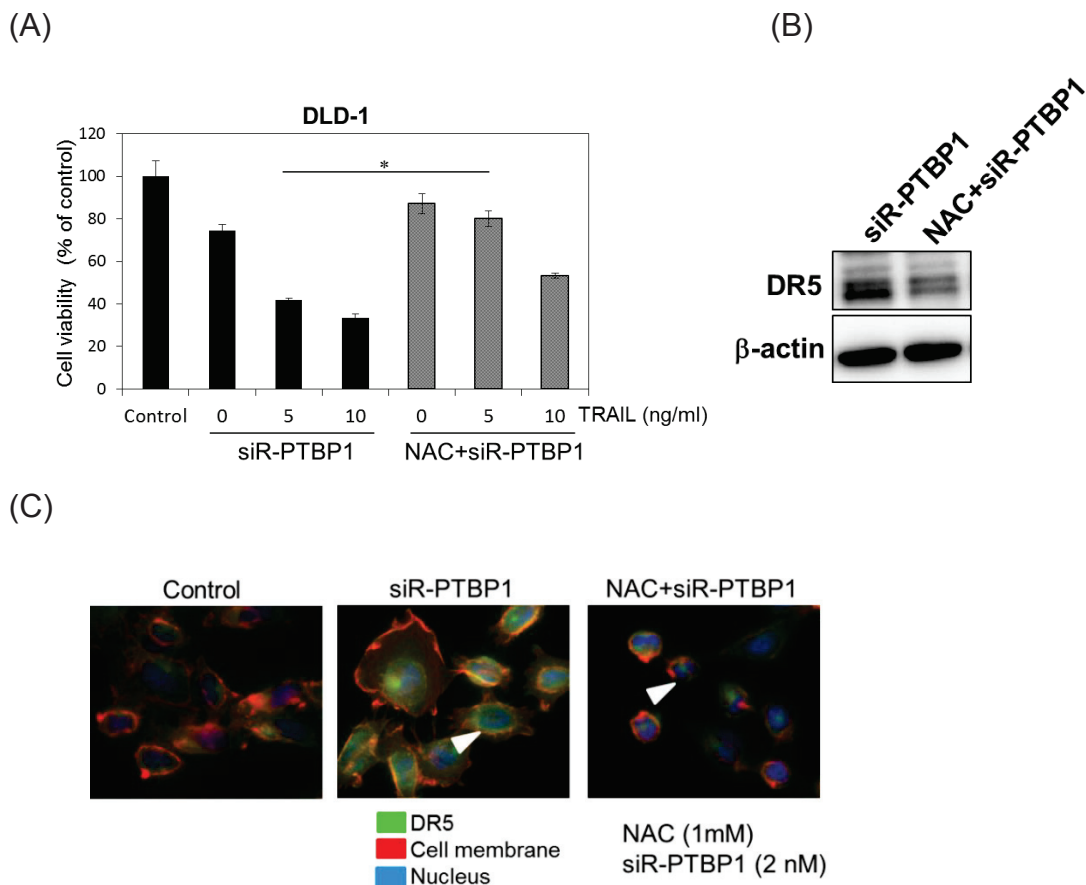 (A)
DLD-1
Cell viability (% of control)
120
100
80
60
40
20
0
Control 0 5 10 0 5 10 TRAIL (ng/ml)
siR-PTBP1 NAC+siR-PTBP1
*
(B)
siR-PTBP1 NAC+siR-PTBP1
DR5
β-actin
(C)
Control siR-PTBP1 NAC+siR-PTBP1
DR5
Cell membrane
Nucleus
NAC (1mM)
siR-PTBP1 (2 nM)